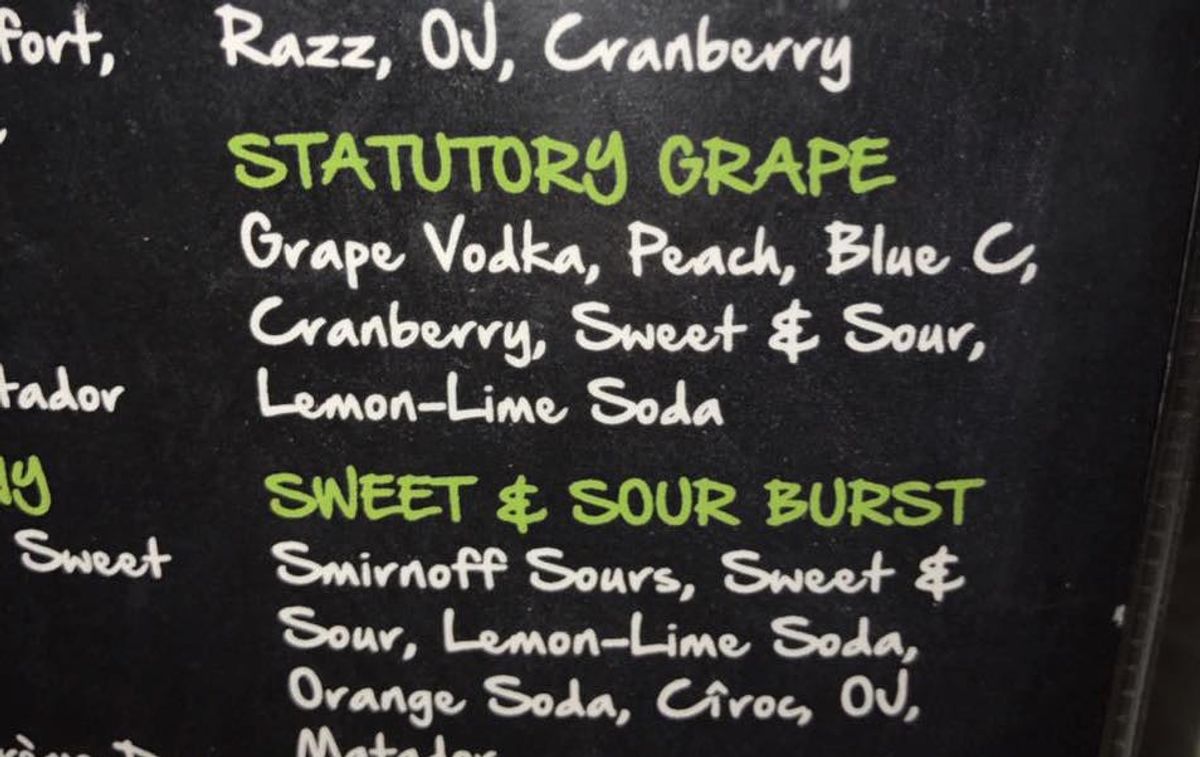 fort,
Razz, OJ, Cranberry
STATUTORY GRAPE
Grape Vodka, Peach, Blue C,
Cranberry, Sweet & Sour,
Lemon-Lime Soda
tador
SWEET & SOUR BURST
Sweet
Smirnoff Sours, Sweet &
Sour, Lemon-Lime Soda,
Orange Soda, Cîroc, OJ,
Matador